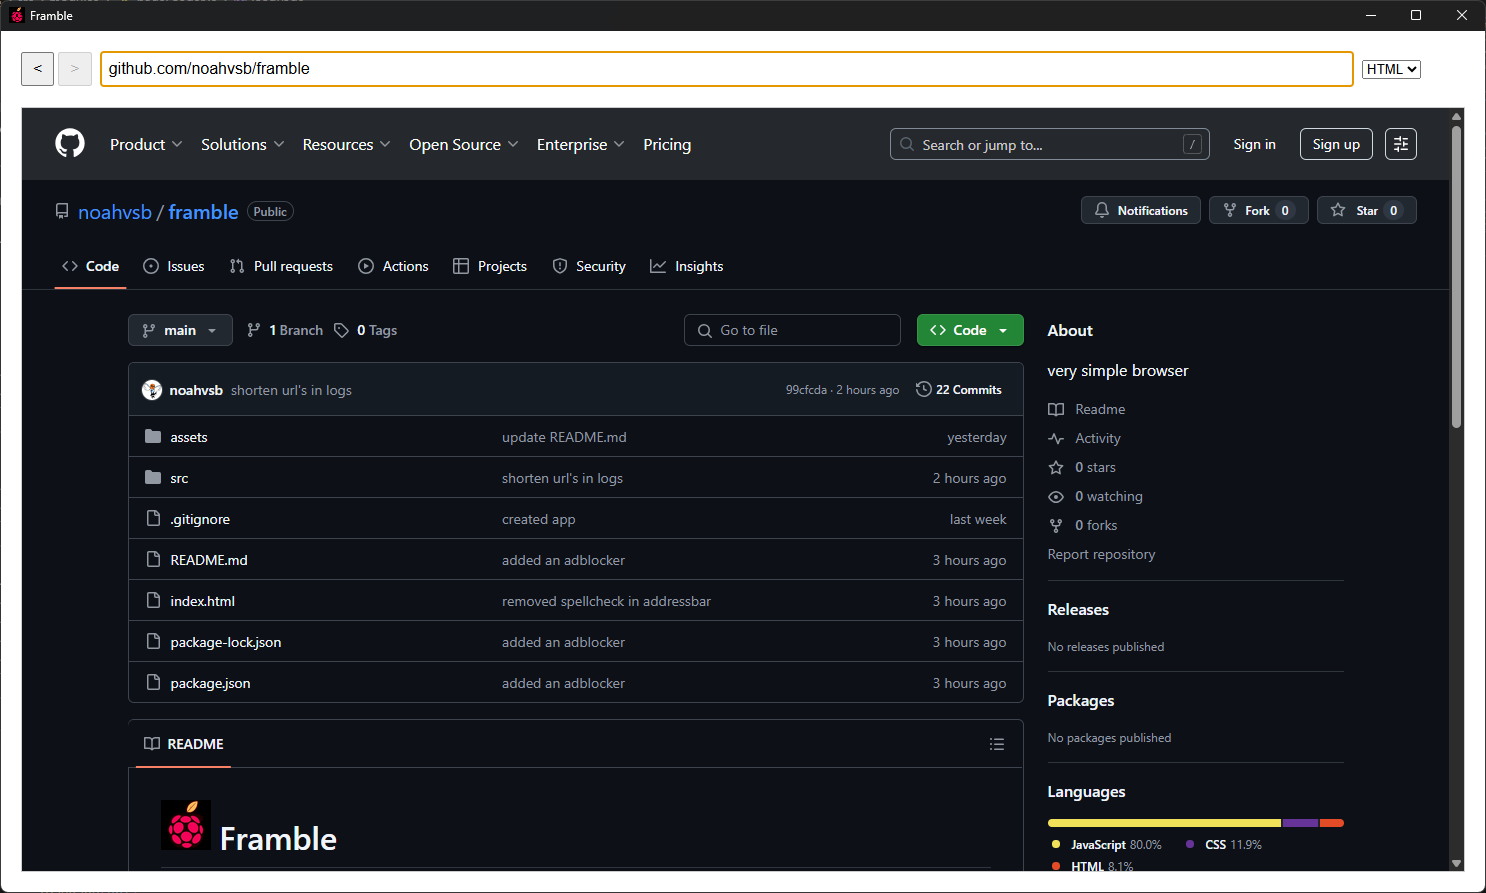 Framble
< > github.com/noahvsb/framble HTML
Product Solutions Resources Open Source Enterprise Pricing Search or jump to... / Sign in Sign up
noahvsb / framble Public Notifications Fork 0 Star 0
Code Issues Pull requests Actions Projects Security Insights
main 1 Branch 0 Tags Go to file Code
noahvsb shorten url's in logs 99cfcda · 2 hours ago 22 Commits
assets update README.md yesterday
src shorten url's in logs 2 hours ago
.gitignore created app last week
README.md added an adblocker 3 hours ago
index.html removed spellcheck in addressbar 3 hours ago
package-lock.json added an adblocker 3 hours ago
package.json added an adblocker 3 hours ago
README
Framble
About
very simple browser
Readme
Activity
0 stars
0 watching
0 forks
Report repository
Releases
No releases published
Packages
No packages published
Languages
JavaScript 80.0% CSS 11.9%
HTML 8.1%